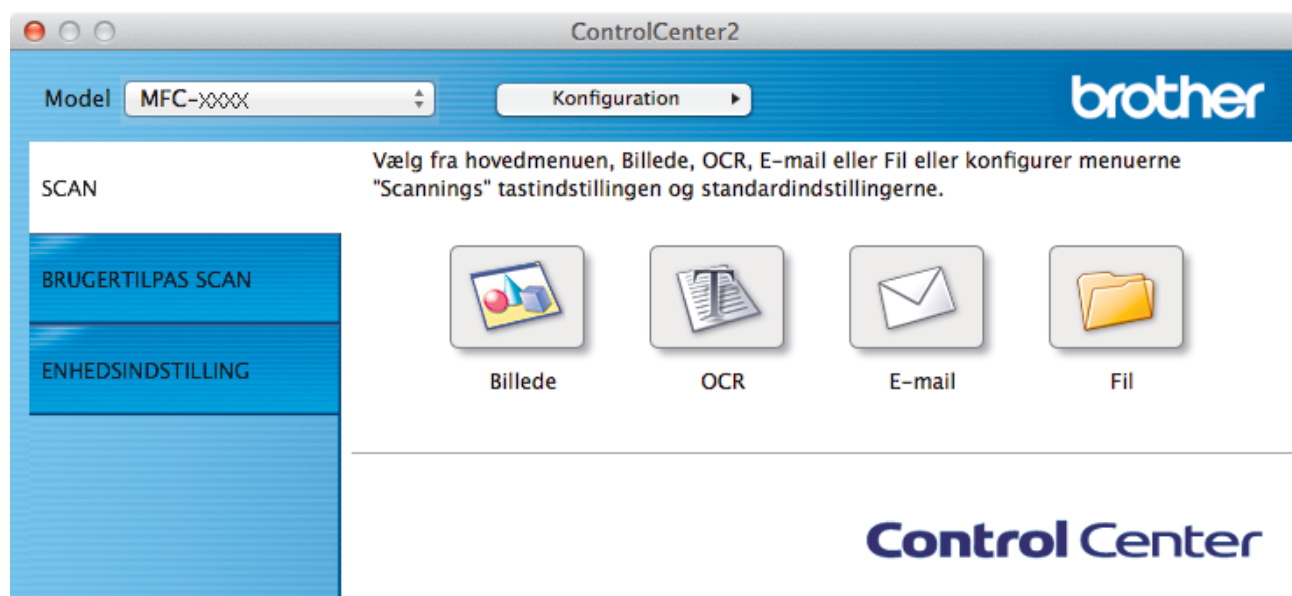 ControlCenter2
Model MFC-XXXX Konfiguration brother
SCAN
BRUGERTILPAS SCAN
ENHEDSINDSTILLING
Vælg fra hovedmenuen, Billede, OCR, E-mail eller Fil eller konfigurer menuerne
"Scannings" tastindstillingen og standardindstillingerne.
Billede OCR E-mail Fil
Control Center